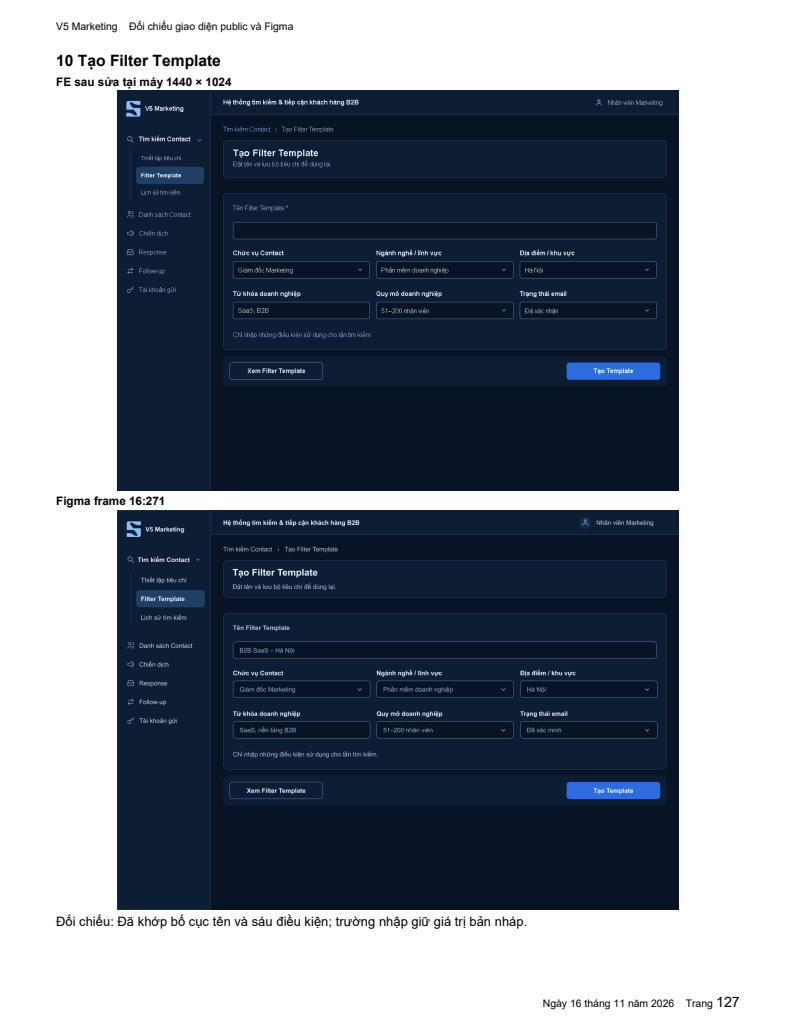 V5 Marketing Đối chiếu giao diện public và Figma
10 Tạo Filter Template
FE sau sửa tại máy 1440 × 1024
V5 Marketing
Hệ thống tìm kiếm & tiếp cận khách hàng B2B
Nhân viên Marketing
Tìm kiếm Contact
Thiết lập tiêu chí
Filter Template
Lịch sử tìm kiếm
Danh sách Contact
Chiến dịch
Response
Follow-up
Tài khoản gửi
Tìm kiếm Contact › Tạo Filter Template
Tạo Filter Template
Đặt tên và lưu bộ tiêu chí để dùng lại
Tên Filter Template *
Chức vụ Contact Ngành nghề / lĩnh vực Địa điểm / khu vực
Giám đốc Marketing Phần mềm doanh nghiệp Hà Nội
Từ khóa doanh nghiệp Quy mô doanh nghiệp Trạng thái email
SaaS, B2B 51–200 nhân viên Đã xác nhận
Chỉ nhập những điều kiện sử dụng cho lần tìm kiếm.
Xem Filter Template Tạo Template
Figma frame 16:271
V5 Marketing
Hệ thống tìm kiếm & tiếp cận khách hàng B2B
Nhân viên Marketing
Tìm kiếm Contact
Thiết lập tiêu chí
Filter Template
Lịch sử tìm kiếm
Danh sách Contact
Chiến dịch
Response
Follow-up
Tài khoản gửi
Tìm kiếm Contact › Tạo Filter Template
Tạo Filter Template
Đặt tên và lưu bộ tiêu chí để dùng lại.
Tên Filter Template
B2B SaaS – Hà Nội
Chức vụ Contact Ngành nghề / lĩnh vực Địa điểm / khu vực
Giám đốc Marketing Phần mềm doanh nghiệp Hà Nội
Từ khóa doanh nghiệp Quy mô doanh nghiệp Trạng thái email
SaaS, nền tảng B2B 51–200 nhân viên Đã xác minh
Chỉ nhập những điều kiện sử dụng cho lần tìm kiếm.
Xem Filter Template Tạo Template
Đối chiếu: Đã khớp bố cục tên và sáu điều kiện; trường nhập giữ giá trị bản nháp.
Ngày 16 tháng 11 năm 2026 Trang 127